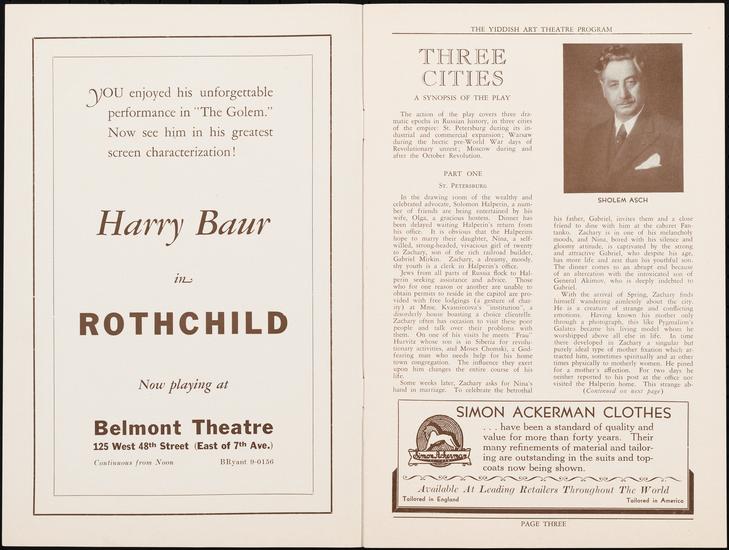 YOU enjoyed his unforgettable
performance in "The Golem."
Now see him in his greatest
screen characterization!
Harry Baur
in
ROTHCHILD
Now playing at
Belmont Theatre
125 West 48th Street (East of 7th Ave.)
Continuous from Noon BRyant 9-0156
THE YIDDISH ART THEATRE PROGRAM
THREE
CITIES
A SYNOPSIS OF THE PLAY
The action of the play covers three dra-
matic epochs in Russian history, in three cities
of the empire: St. Petersburg during its in-
dustrial and commercial expansion; Warsaw
during the hectic pre-World War days of
Revolutionary unrest; Moscow during and
after the October Revolution.
PART ONE
St. Petersburg
In the drawing room of the wealthy and
celebrated advocate, Solomon Halperin, a num-
ber of friends are being entertained by his
wife, Olga, a gracious hostess. Dinner has
been delayed waiting Halperin's return from
his office. It is obvious that the Halperins
hope to marry their daughter, Nina, a self-
willed, strong-headed, vivacious girl of twenty
to Zachary, son of the rich railroad builder,
Gabriel Mirkin. Zachary, a dreamy, moody,
shy youth is a clerk in Halperin's office.
Jews from all parts of Russia flock to Hal-
perin seeking assistance and advice. Those
who for one reason or another are unable to
obtain permits to reside in the capitol are pro-
vided with free lodgings (a gesture of char-
ity) at Mme. Kvasnecova's "institution", a
disorderly house boasting a choice clientelle.
Zachary often has occasion to visit these poor
people and talk over their problems with
them. On one of his visits he meets "Frau"
Hurvitz whose son is in Siberia for revolu-
tionary activities, and Moses Chomski, a God-
fearing man who needs help for his home
town congregation. The influence they exert
upon him changes the entire course of his
life.
Some weeks later, Zachary asks for Nina's
hand in marriage. To celebrate the betrothal
SHOLEM ASCH
his father, Gabriel, invites them and a close
friend to dine with him at the cabaret Fan-
tanko. Zachary is in one of his melancholy
moods, and Nina, bored with his silence and
gloomy attitude, is captivated by the strong
and attractive Gabriel, who despite his age,
has more life and zest than his youthful son.
The dinner comes to an abrupt end because
of an altercation with the intoxicated son of
General Akimov, who is deeply indebted to
Gabriel.
With the arrival of Spring, Zachary finds
himself wandering aimlessly about the city.
He is a creature of strange and conflicting
emotions. Having known his mother only
through a photograph, this like Pygmalion's
Galatea became his living model whom he
worshipped above all else in life. In time
there developed in Zachary a singular but
purely ideal type of mother fixation which at-
tracted him, sometimes spiritually and at other
times physically to motherly women. He posed
for a mother's affection. For two days he
neither reported to his post at the office nor
visited the Halperin home. This strange ab-
(Continued on next page)
SIMON ACKERMAN CLOTHES
. . . have been a standard of quality and
value for more than forty years. Their
many refinements of material and tailor-
ing are outstanding in the suits and top-
coats now being shown.
Simon Ackerman
Available At Leading Retailers Throughout The World
Tailored in England Tailored in America
PAGE THREE